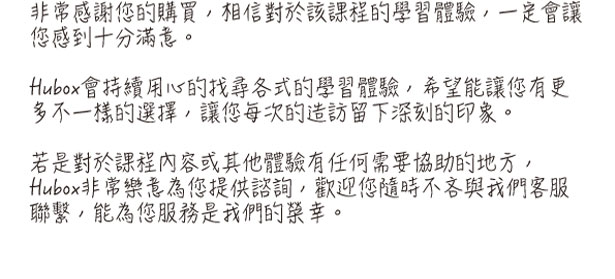 非常感謝您的購買，相信對於該課程的學習體驗，一定會讓
您感到十分滿意。
Hubox會持續用心的找尋各式的學習體驗，希望能讓您有更
多不一樣的選擇，讓您每次的造訪留下深刻的印象。
若是對於課程內容或其他體驗有任何需要協助的地方，
Hubox非常樂意為您提供諮詢，歡迎您隨時不吝與我們客服
聯繫，能為您服務是我們的榮幸。